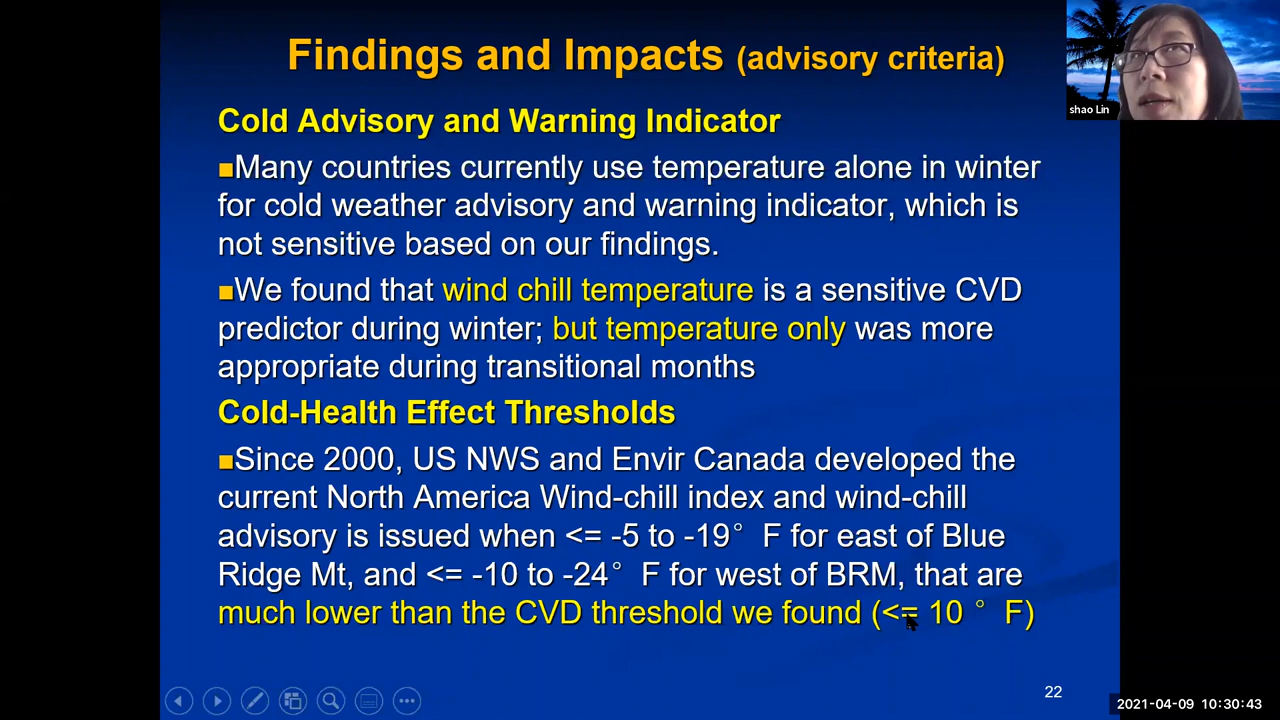 Findings and Impacts (advisory criteria)
shao Lin
Cold Advisory and Warning Indicator
■Many countries currently use temperature alone in winter
for cold weather advisory and warning indicator, which is
not sensitive based on our findings.
■We found that wind chill temperature is a sensitive CVD
predictor during winter; but temperature only was more
appropriate during transitional months
Cold-Health Effect Thresholds
■Since 2000, US NWS and Envir Canada developed the
current North America Wind-chill index and wind-chill
advisory is issued when <= -5 to -19° F for east of Blue
Ridge Mt, and <= -10 to -24° F for west of BRM, that are
much lower than the CVD threshold we found (<= 10 ° F)
22
2021-04-09 10:30:43